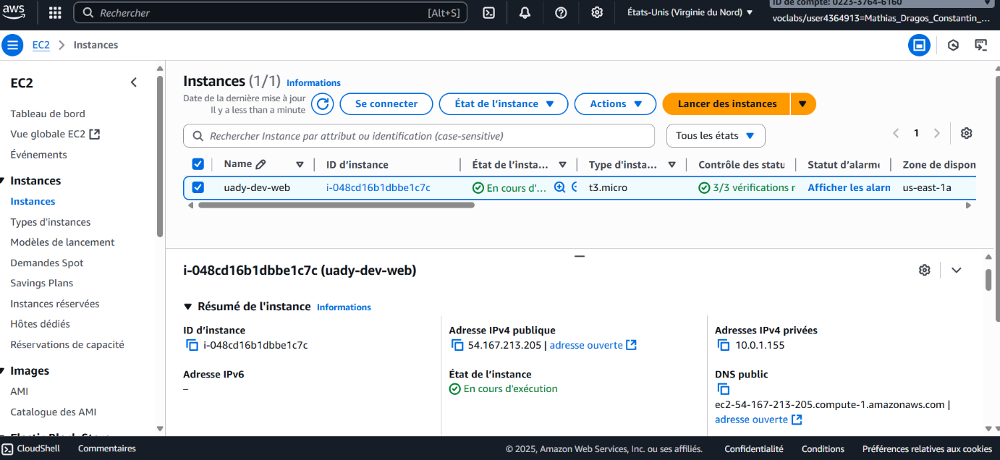 aws
Rechercher
[Alt+S]
États-Unis (Virginie du Nord)
ID de compte: 0223-3764-6160
voclabs/user4364913=Mathias_Dragos_Constantin_...
EC2
Instances
EC2
Tableau de bord
Vue globale EC2
Événements
Instances
Instances
Types d'instances
Modèles de lancement
Demandes Spot
Savings Plans
Instances réservées
Hôtes dédiés
Réservations de capacité
Images
AMI
Catalogue des AMI
Instances (1/1) Informations
Date de la dernière mise à jour
Il y a less than a minute
Se connecter
État de l’instance
Actions
Lancer des instances
Rechercher Instance par attribut ou identification (case-sensitive)
Tous les états
1
Name
ID d’instance
État de l’insta...
Type d'insta...
Contrôle des statu
Statut d’alarme
Zone de dispon
uady-dev-web
i-048cd16b1dbbe1c7c
En cours d'...
t3.micro
3/3 vérifications r
Afficher les alarn
us-east-1a
i-048cd16b1dbbe1c7c (uady-dev-web)
Résumé de l'instance Informations
ID d’instance
i-048cd16b1dbbe1c7c
Adresse IPv6
–
Adresse IPv4 publique
54.167.213.205 | adresse ouverte
État de l’instance
En cours d'exécution
Adresses IPv4 privées
10.0.1.155
DNS public
ec2-54-167-213-205.compute-1.amazonaws.com |
adresse ouverte
CloudShell
Commentaires
© 2025, Amazon Web Services, Inc. ou ses affiliés.
Confidentialité
Conditions
Préférences relatives aux cookies